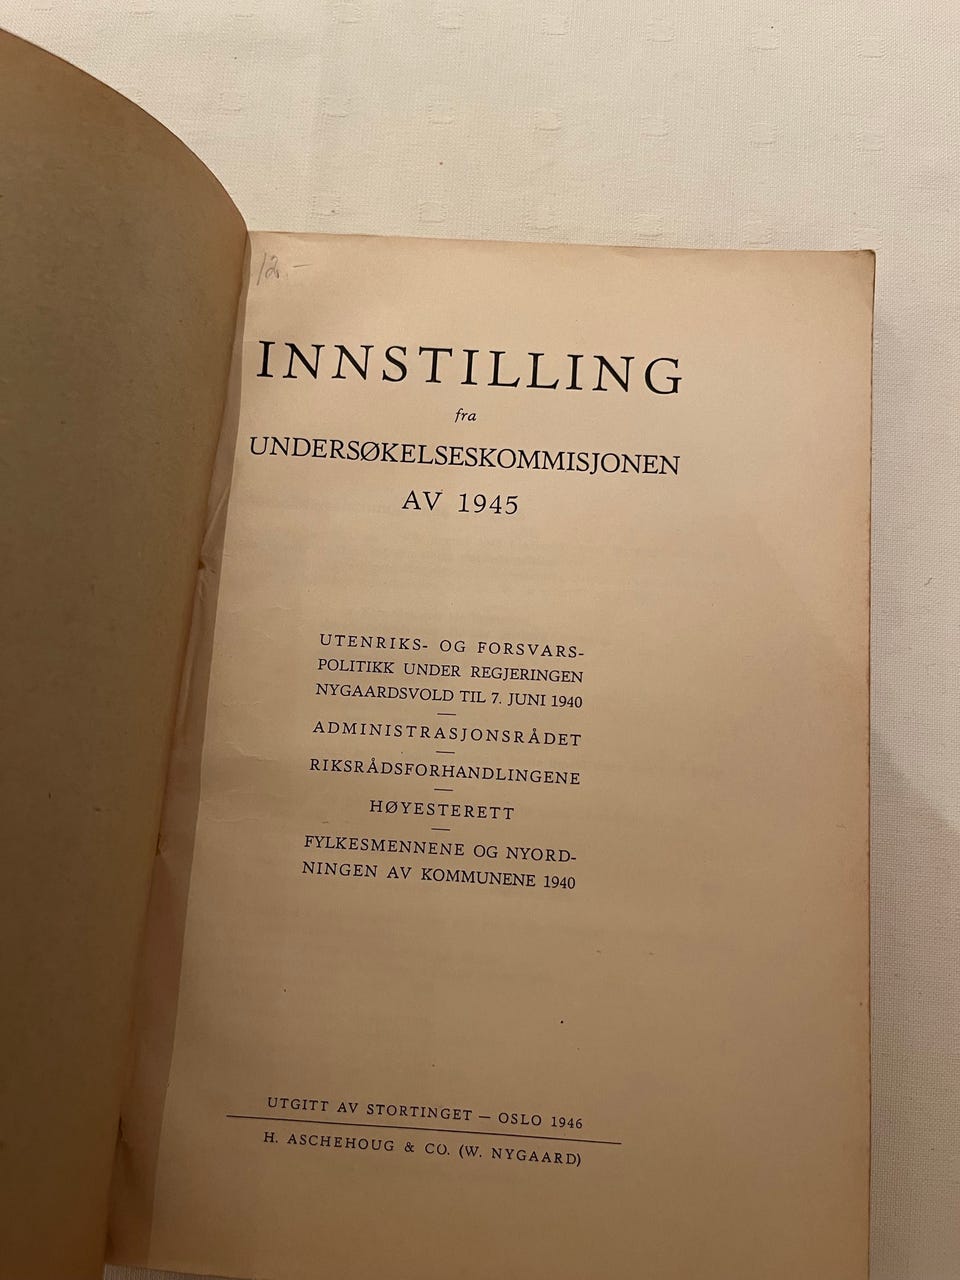 12.-
INNSTILLING
fra
UNDERSØKELSESKOMMISJONEN
AV 1945
UTENRIKS- OG FORSVARS-
POLITIKK UNDER REGJERINGEN
NYGAARDSVOLD TIL 7. JUNI 1940
ADMINISTRASJONSRÅDET
RIKSRÅDSFORHANDLINGENE
HØYESTERETT
FYLKESMENNENE OG NYORD-
NINGEN AV KOMMUNENE 1940
UTGITT AV STORTINGET — OSLO 1946
H. ASCHEHOUG & CO. (W. NYGAARD)